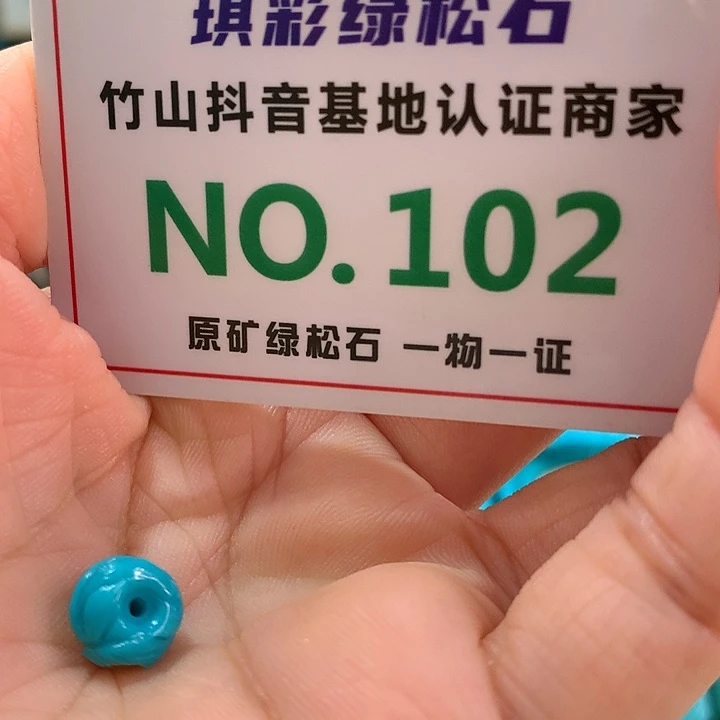 琪彩绿松石
竹山抖音基地认证商家
NO.102
原矿绿松石 一物一证